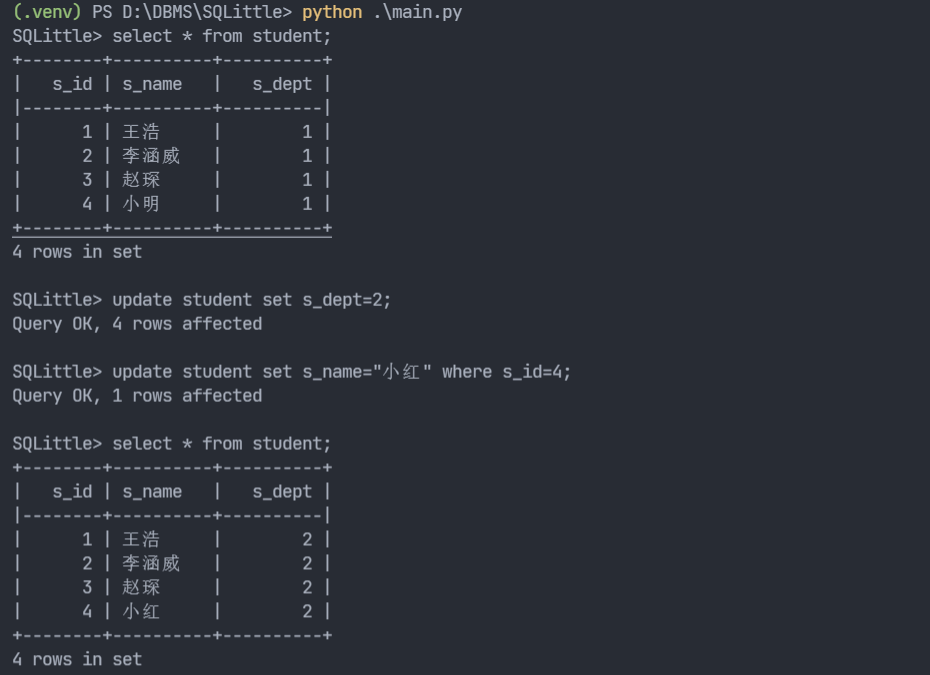 (.venv) PS D:\DBMS\SQLittle> python .\main.py
SQLittle> select * from student;
+--------+----------+----------+
|   s_id | s_name   |   s_dept |
|--------+----------+----------|
|      1 | 王浩     |        1 |
|      2 | 李涵威   |        1 |
|      3 | 赵琛     |        1 |
|      4 | 小明     |        1 |
+--------+----------+----------+
4 rows in set

SQLittle> update student set s_dept=2;
Query OK, 4 rows affected

SQLittle> update student set s_name="小红" where s_id=4;
Query OK, 1 rows affected

SQLittle> select * from student;
+--------+----------+----------+
|   s_id | s_name   |   s_dept |
|--------+----------+----------|
|      1 | 王浩     |        2 |
|      2 | 李涵威   |        2 |
|      3 | 赵琛     |        2 |
|      4 | 小红     |        2 |
+--------+----------+----------+
4 rows in set